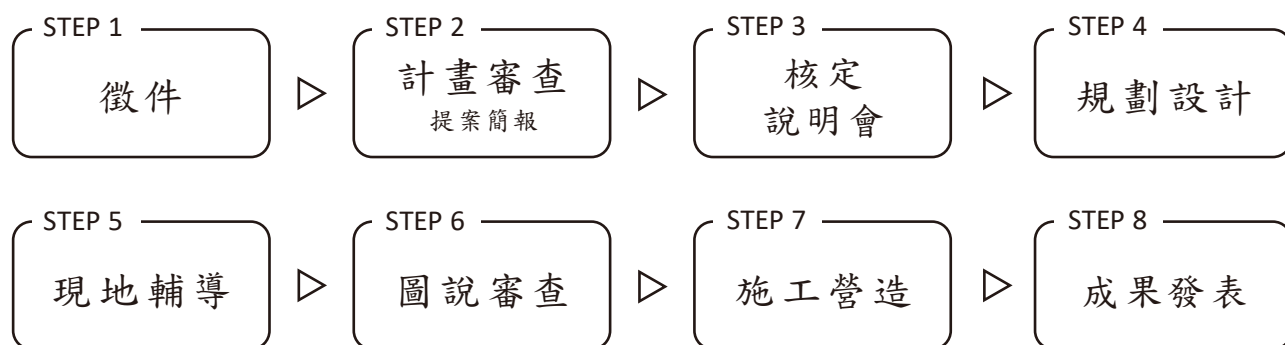 STEP 1
徵件
STEP 2
計畫審查
提案簡報
STEP 3
核定
說明會
STEP 4
規劃設計
STEP 5
現地輔導
STEP 6
圖說審查
STEP 7
施工營造
STEP 8
成果發表